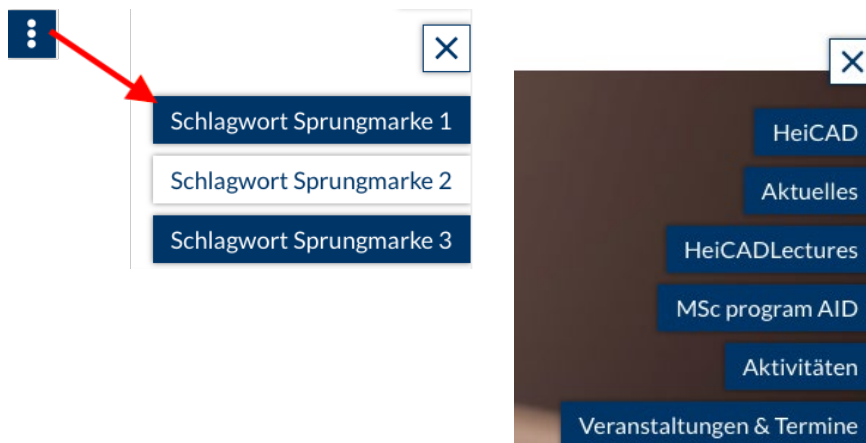 Schlagwort Sprungmarke 1
Schlagwort Sprungmarke 2
Schlagwort Sprungmarke 3
HeiCAD
Aktuelles
HeiCADLectures
MSc program AID
Aktivitäten
Veranstaltungen & Termine